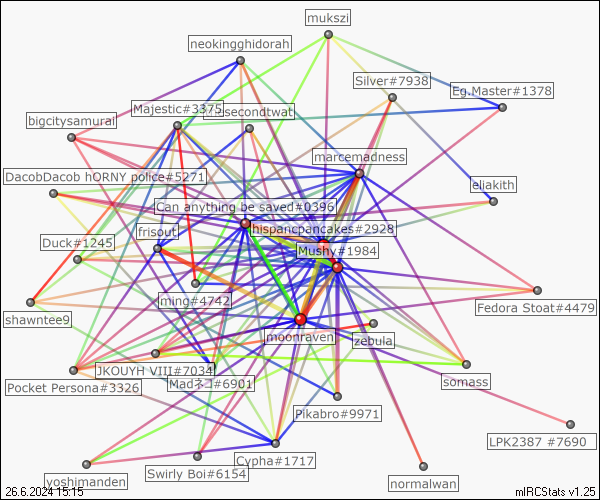 mukszi
neokingghidorah
Silver#7938
Eg.Master#1378
Majestic#3375
secondtwat
bigcitysamurai
marcemadness
DacobDacob hORNY police#5271
eliakith
Can anything be saved#0396
hispancpancakes#2928
frisout
Duck#1245
Mushy#1984
ming#4742
Fedora Stoat#4479
shawntee9
moonraven
zebula
JKOUYH VIII#7034
Pocket Persona#3326
Madネコ#6901
somass
Pikabro#9971
LPK2387 #7690
Cypha#1717
Swirly Boi#6154
yoshimanden
normalwan
26.6.2024 15:15
mIRCStats v1.25